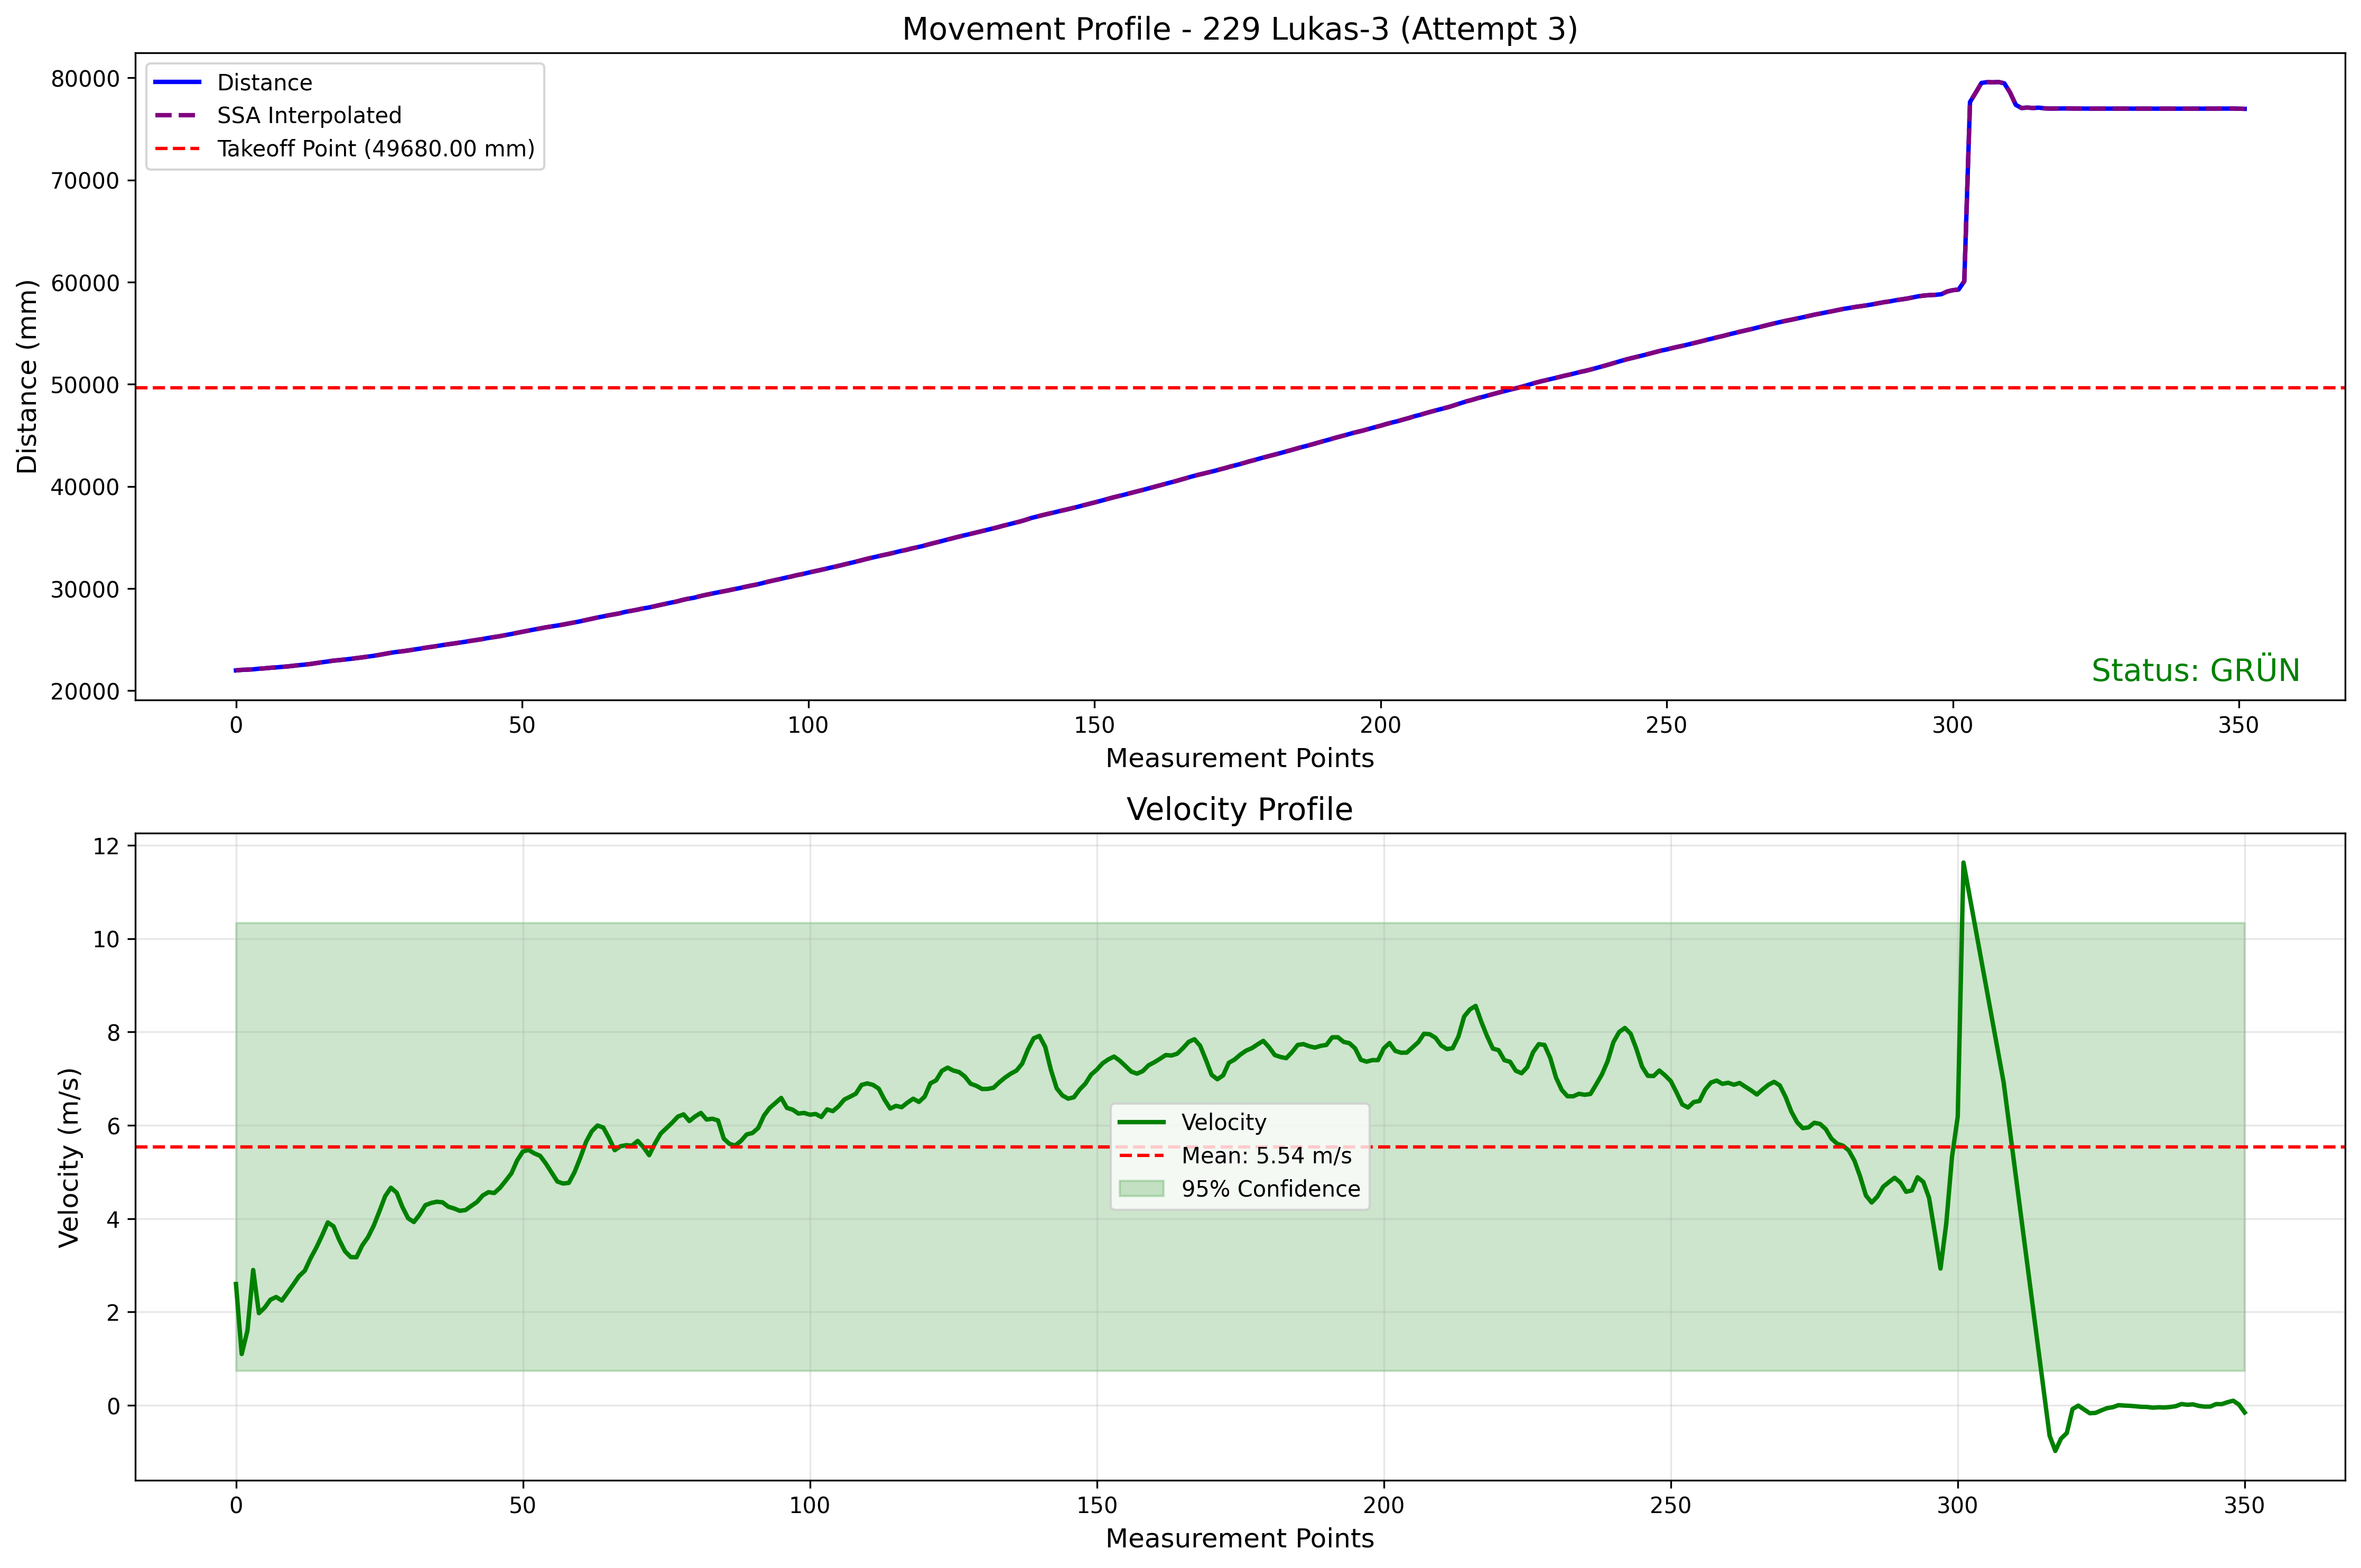 Movement Profile - 229 Lukas-3 (Attempt 3)
Distance
SSA Interpolated
Takeoff Point (49680.00 mm)
80000
70000
60000
50000
40000
30000
20000
Distance (mm)
Status: GRÜN
0 50 100 150 200 250 300 350
Measurement Points
Velocity Profile
12
10
8
6
4
2
0
Velocity (m/s)
Velocity
Mean: 5.54 m/s
95% Confidence
0 50 100 150 200 250 300 350
Measurement Points